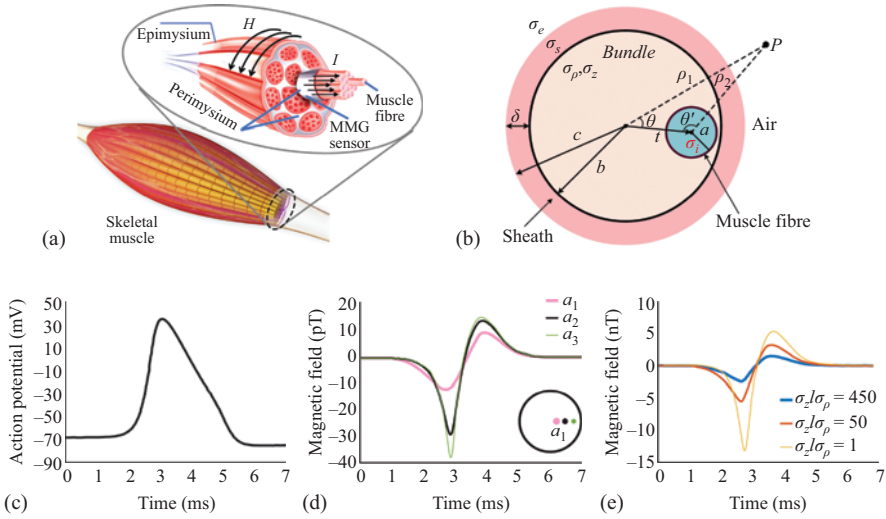 H
Epimysium
I
Perimysium
Muscle
fibre
MMG
sensor
Skeletal
muscle
(a)
σe
σs
Bundle
σρ,σz
P
ρ1
ρ2
δ
θ
θ'
a
c
t
σi
b
Air
Muscle fibre
Sheath
(b)
50
30
10
−10
−30
−50
−70
−90
Action potential (mV)
0 1 2 3 4 5 6 7
Time (ms)
(c)
20
10
0
−10
−20
−30
−40
Magnetic field (pT)
a1
a2
a3
a1
0 1 2 3 4 5 6 7
Time (ms)
(d)
10
5
0
−5
−10
−15
Magnetic field (nT)
σz/σρ = 450
σz/σρ = 50
σz/σρ = 1
0 1 2 3 4 5 6 7
Time (ms)
(e)